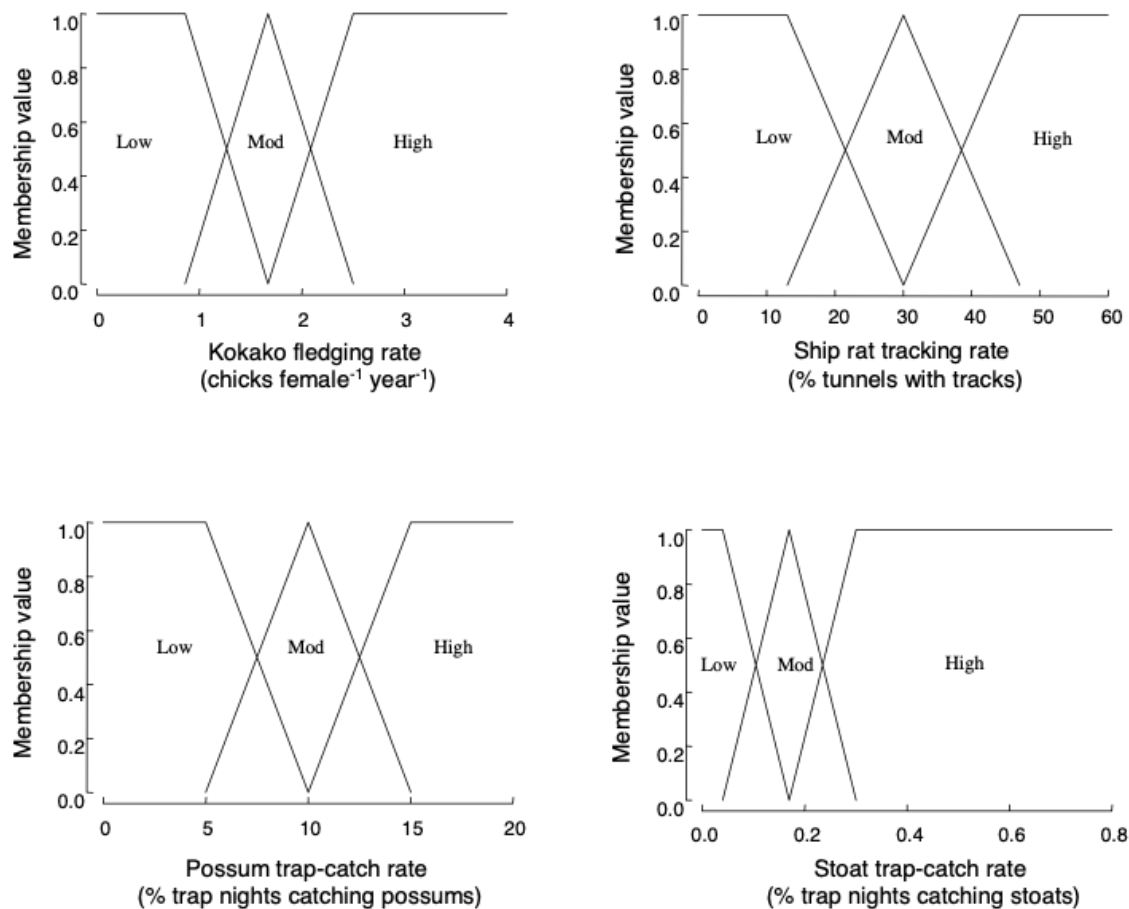 Membership value
1.0
0.8
0.6
0.4
0.2
0.0
Low
Mod
High
0 1 2 3 4
Kokako fledging rate
(chicks female⁻¹ year⁻¹)
Membership value
1.0
0.8
0.6
0.4
0.2
0.0
Low
Mod
High
0 10 20 30 40 50 60
Ship rat tracking rate
(% tunnels with tracks)
Membership value
1.0
0.8
0.6
0.4
0.2
0.0
Low
Mod
High
0 5 10 15 20
Possum trap-catch rate
(% trap nights catching possums)
Membership value
1.0
0.8
0.6
0.4
0.2
0.0
Low
Mod
High
0.0 0.2 0.4 0.6 0.8
Stoat trap-catch rate
(% trap nights catching stoats)